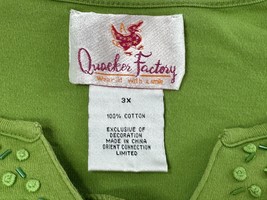 Quacker Factory
Wear it with a smile
3X
100% COTTON
EXCLUSIVE OF
DECORATION
MADE IN CHINA
ORIENT CONNECTION
LIMITED